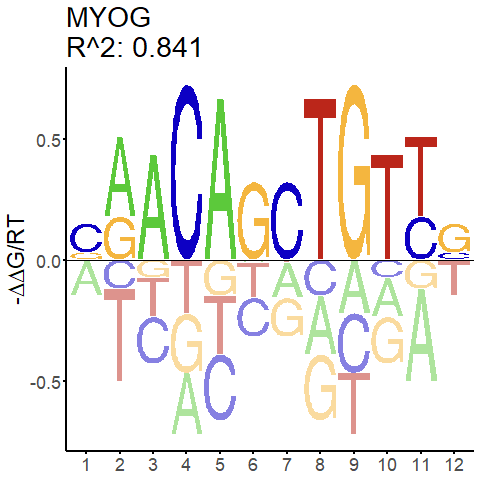 MYOG
R^2: 0.841
-ΔΔG/RT
0.5
0.0
-0.5
C A A C A G C T G T T G
G G C C
A C G T G T A C A C G T
T T G T C G A C A A
C A C G T G
1 2 3 4 5 6 7 8 9 10 11 12